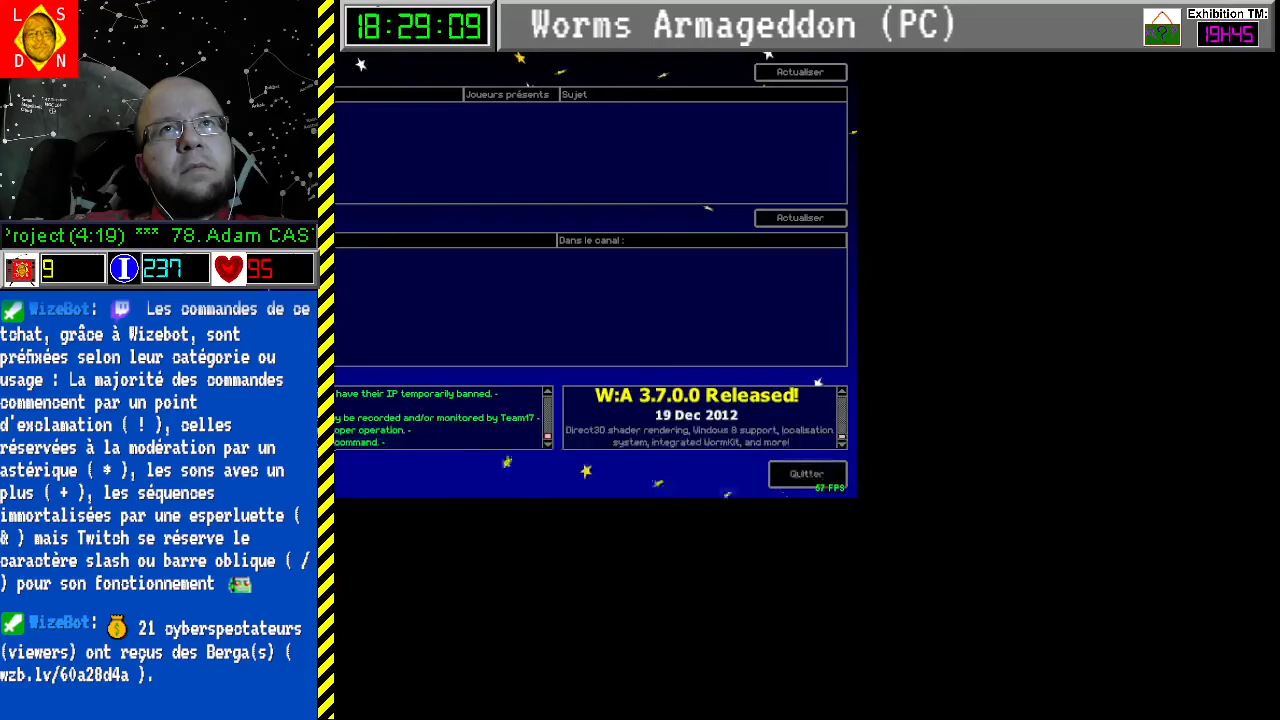 L S
D N
18:29:09
Worms Armageddon (PC)
Exhibition TM:
19H45
Actualiser
Joueurs présents
Sujet
Actualiser
Dans le canal :
Project (4:19) *** 78. Adam CAS
9
237
95
WizeBot: Les commandes de ce
tchat, grâce à Wizebot, sont
préfixées selon leur catégorie ou
usage : La majorité des commandes
commencent par un point
d'exclamation ( ! ), celles
réservées à la modération par un
astérique ( * ), les sons avec un
plus ( + ), les séquences
immortalisées par une esperluette (
& ) mais Twitch se réserve le
caractère slash ou barre oblique ( /
) pour son fonctionnement
WizeBot: 21 cyberspectateurs
(viewers) ont reçus des Berga(s) (
wzb.lv/60a28d4a ).
have their IP temporarily banned. -
y be recorded and/or monitored by Team17 -
oper operation. -
command. -
W:A 3.7.0.0 Released!
19 Dec 2012
Direct3D shader rendering, Windows 8 support, localisation
system, integrated WormKit, and more!
Quitter
67 FPS